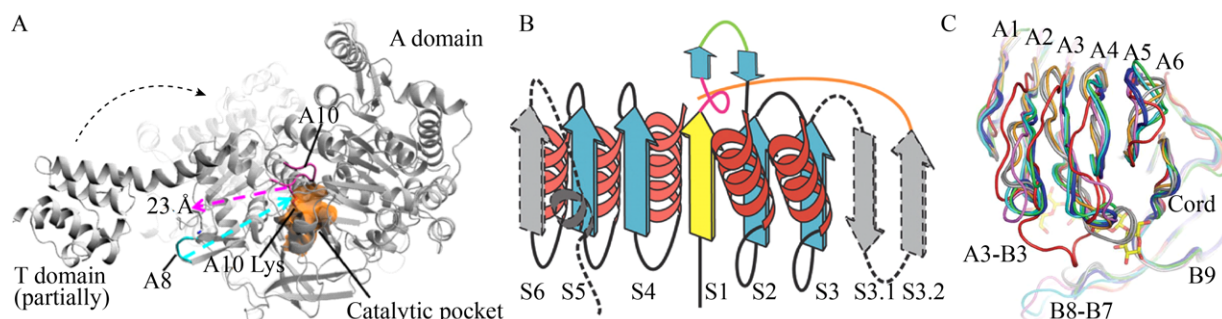 A
A domain
A10
23 Å
A10 Lys
A8
T domain
(partially)
Catalytic pocket
B
S6 S5 S4 S1 S2 S3 S3.1 S3.2
C
A1 A2 A3 A4 A5 A6
Cord
A3-B3
B9
B8-B7